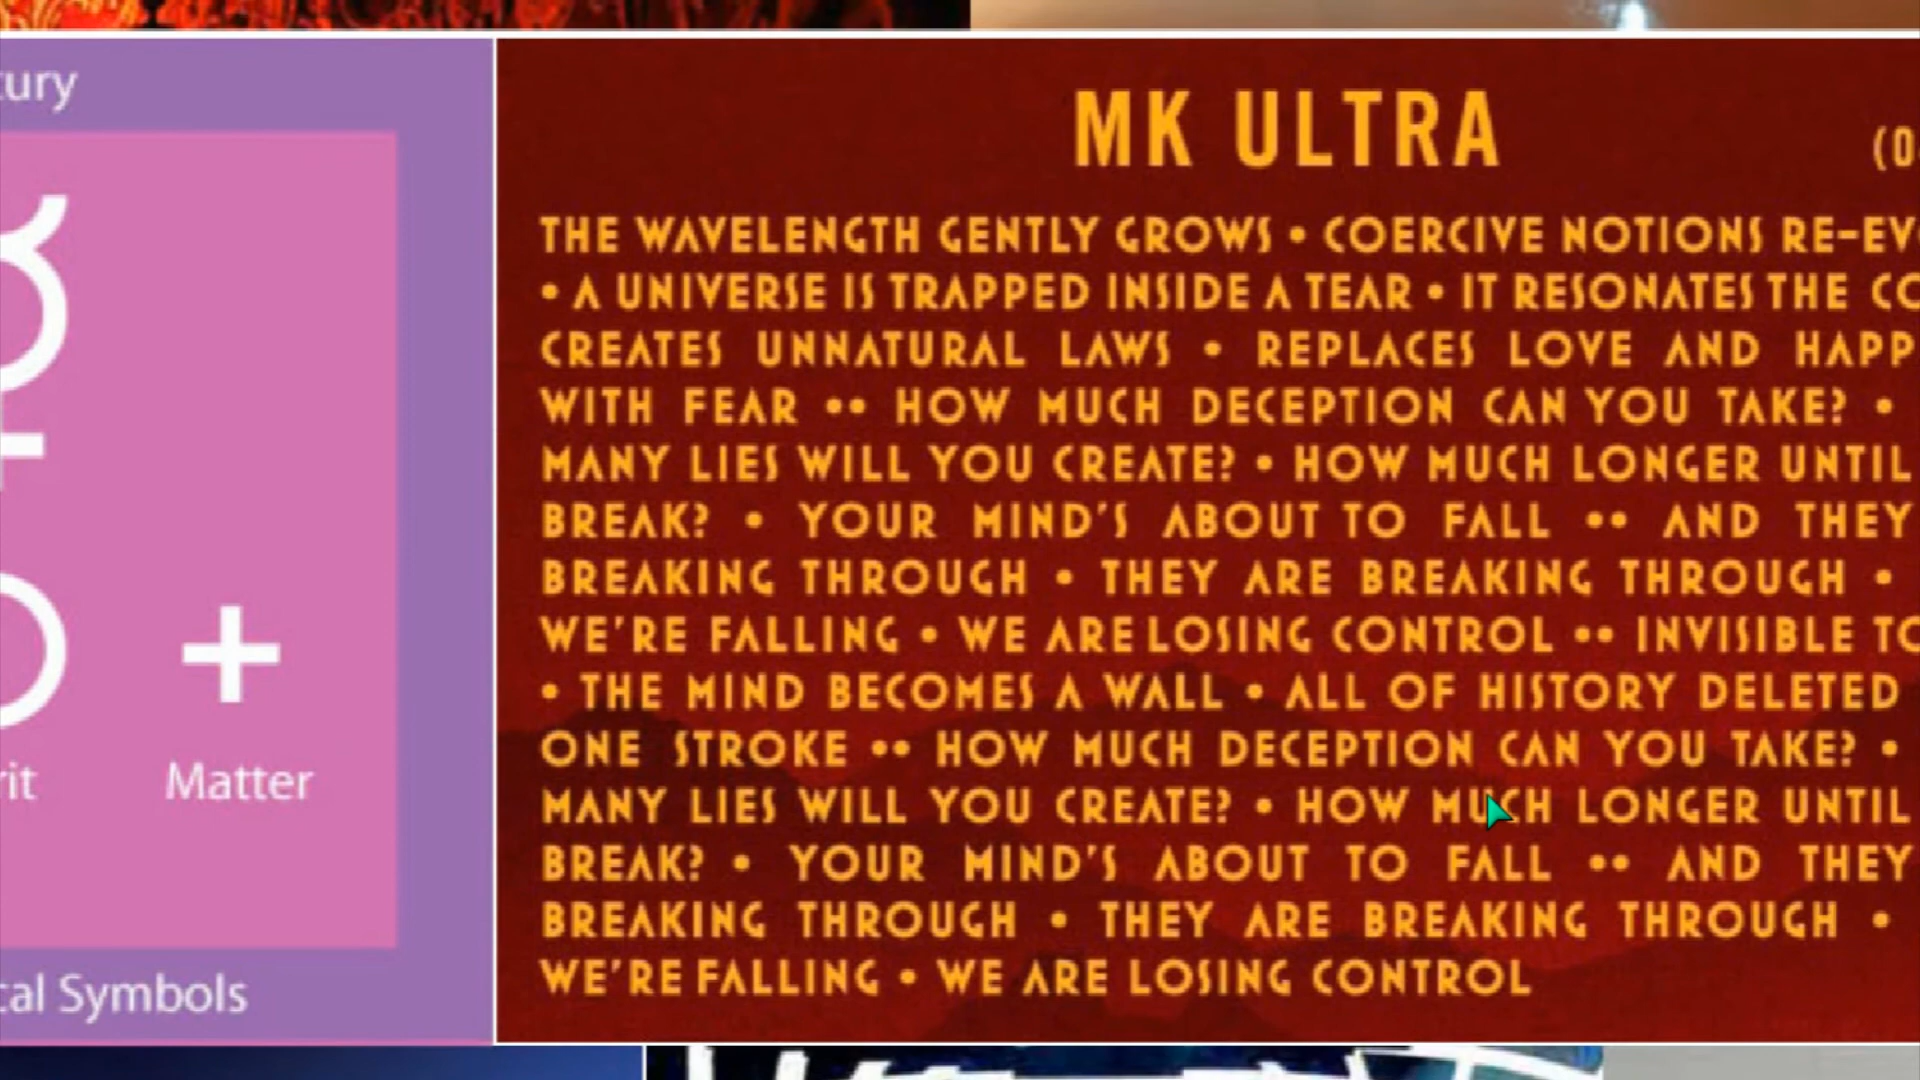 MK ULTRA
THE WAVELENGTH GENTLY GROWS • COERCIVE NOTIONS
• A UNIVERSE IS TRAPPED INSIDE A TEAR • IT RESONATES THE
CREATES UNNATURAL LAWS • REPLACES LOVE AND
WITH FEAR •• HOW MUCH DECEPTION CAN YOU TAKE? •
MANY LIES WILL YOU CREATE? • HOW MUCH LONGER UNTIL
BREAK? • YOUR MIND'S ABOUT TO FALL •• AND THEY
BREAKING THROUGH • THEY ARE BREAKING THROUGH •
WE'RE FALLING • WE ARE LOSING CONTROL •• INVISIBLE
• THE MIND BECOMES A WALL • ALL OF HISTORY DELETED
ONE STROKE •• HOW MUCH DECEPTION CAN YOU TAKE? •
MANY LIES WILL YOU CREATE? • HOW MUCH LONGER UNTIL
BREAK? • YOUR MIND'S ABOUT TO FALL •• AND THEY
BREAKING THROUGH • THEY ARE BREAKING THROUGH •
WE'RE FALLING • WE ARE LOSING CONTROL
Matter
Symbols